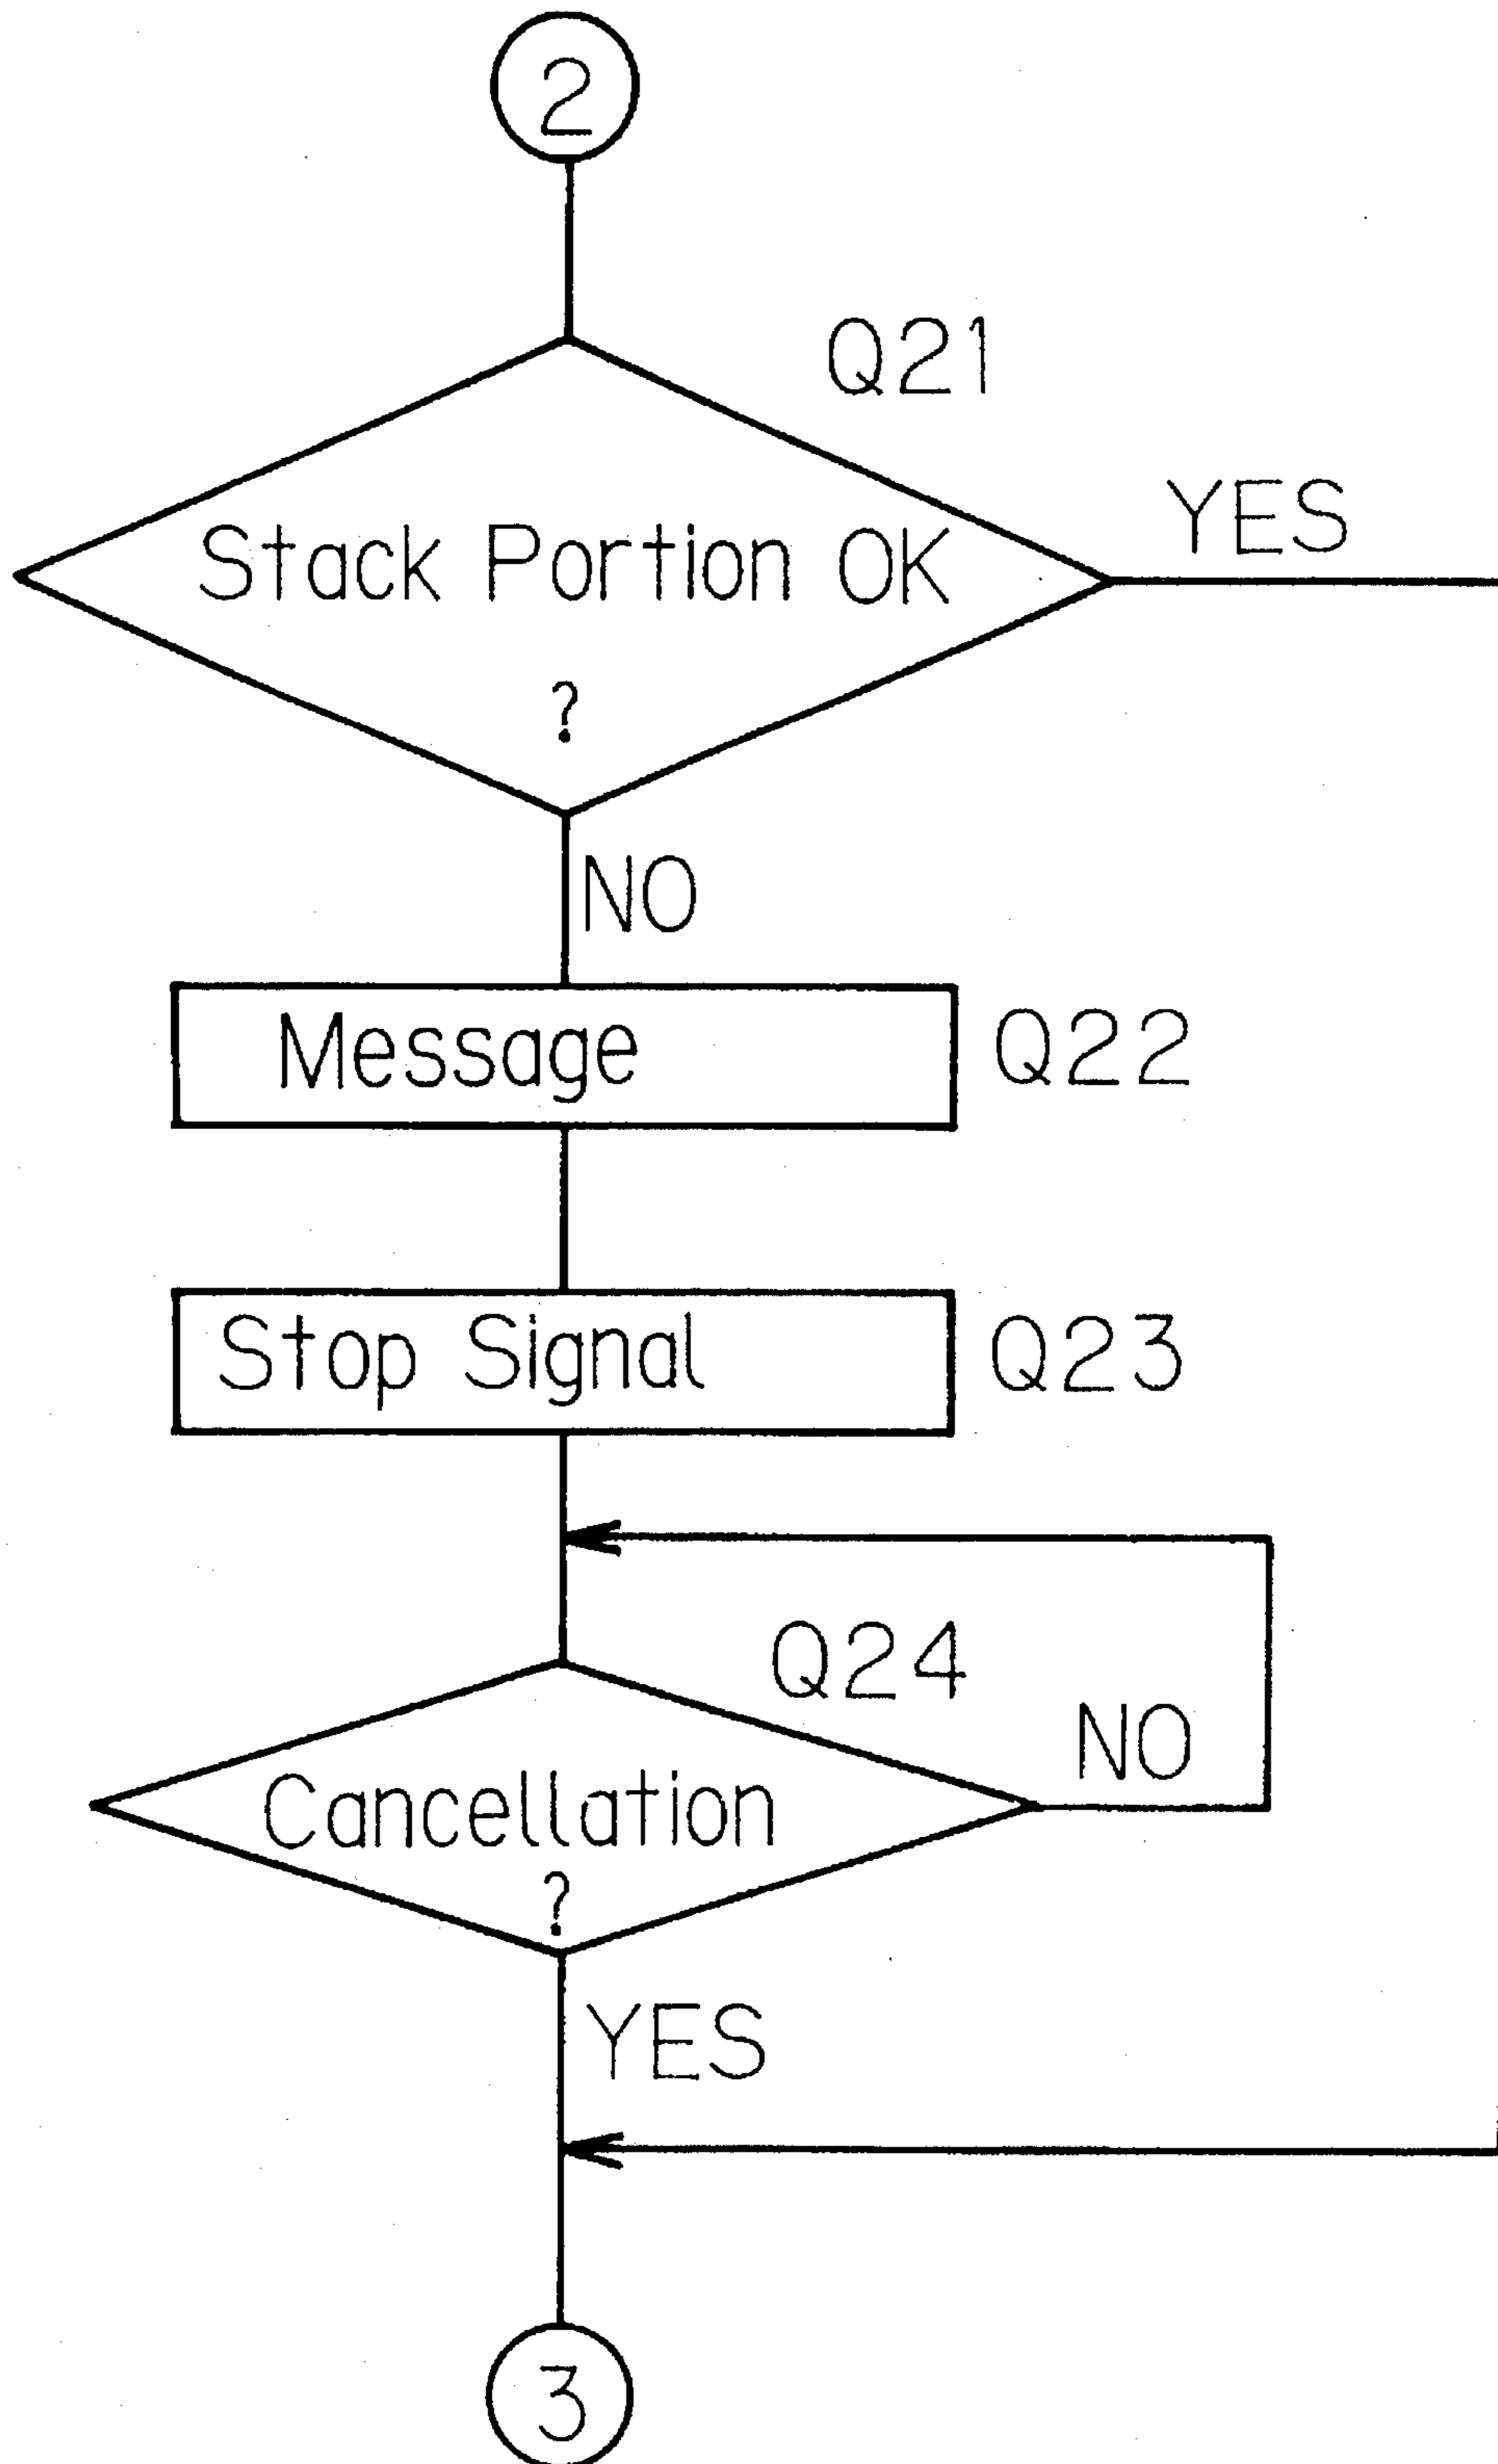 2
Q21
YES
Stack Portion OK
?
NO
Message
Q22
Stop Signal
Q23
Q24
NO
Cancellation
?
YES
3